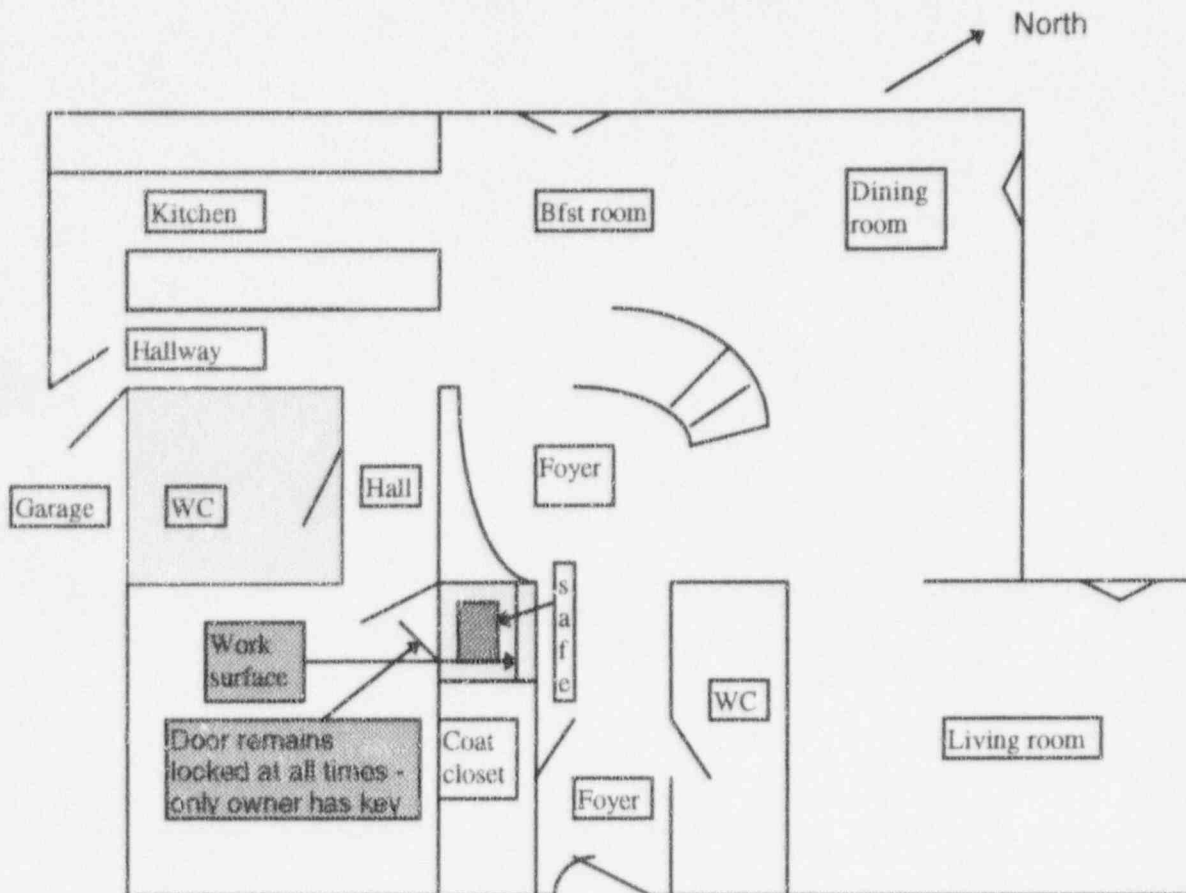 North
Kitchen
Bfst room
Dining
room
Hallway
Foyer
Garage
WC
Hall
s
a
f
e
Work
surface
WC
Door remains
locked at all times -
only owner has key
Coat
closet
Living room
Foyer